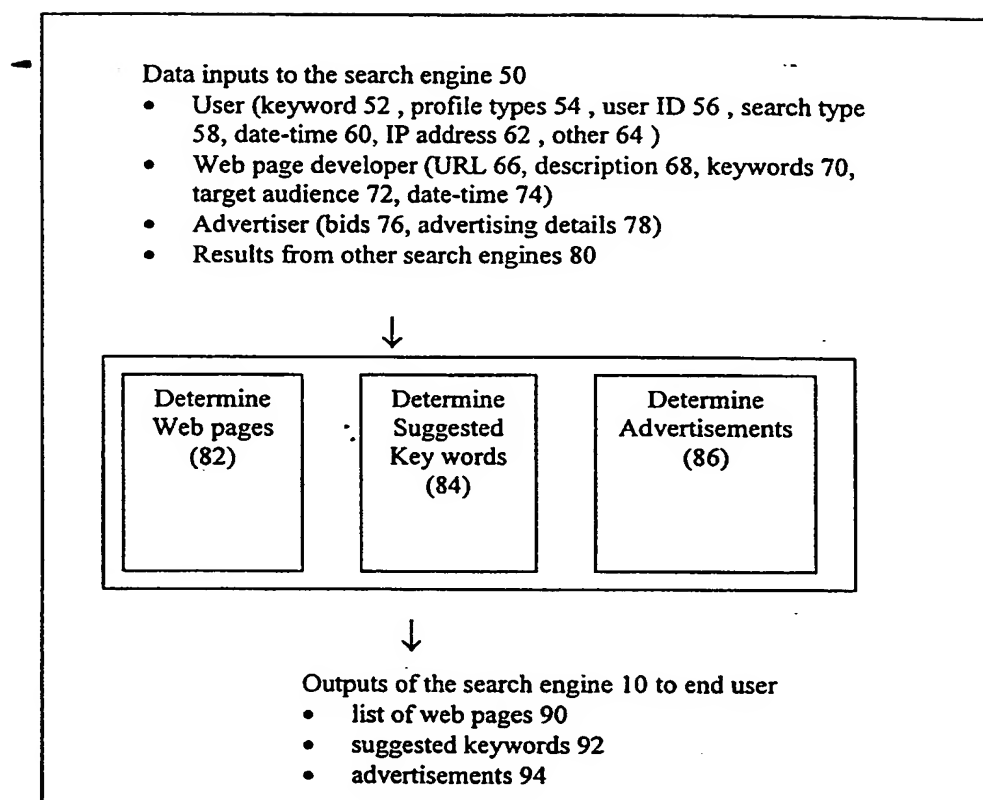 Data inputs to the search engine 50
• User (keyword 52 , profile types 54 , user ID 56 , search type
58, date-time 60, IP address 62 , other 64 )
• Web page developer (URL 66, description 68, keywords 70,
target audience 72, date-time 74)
• Advertiser (bids 76, advertising details 78)
• Results from other search engines 80
↓
Determine
Web pages
(82)
Determine
Suggested
Key words
(84)
Determine
Advertisements
(86)
↓
Outputs of the search engine 10 to end user
• list of web pages 90
• suggested keywords 92
• advertisements 94